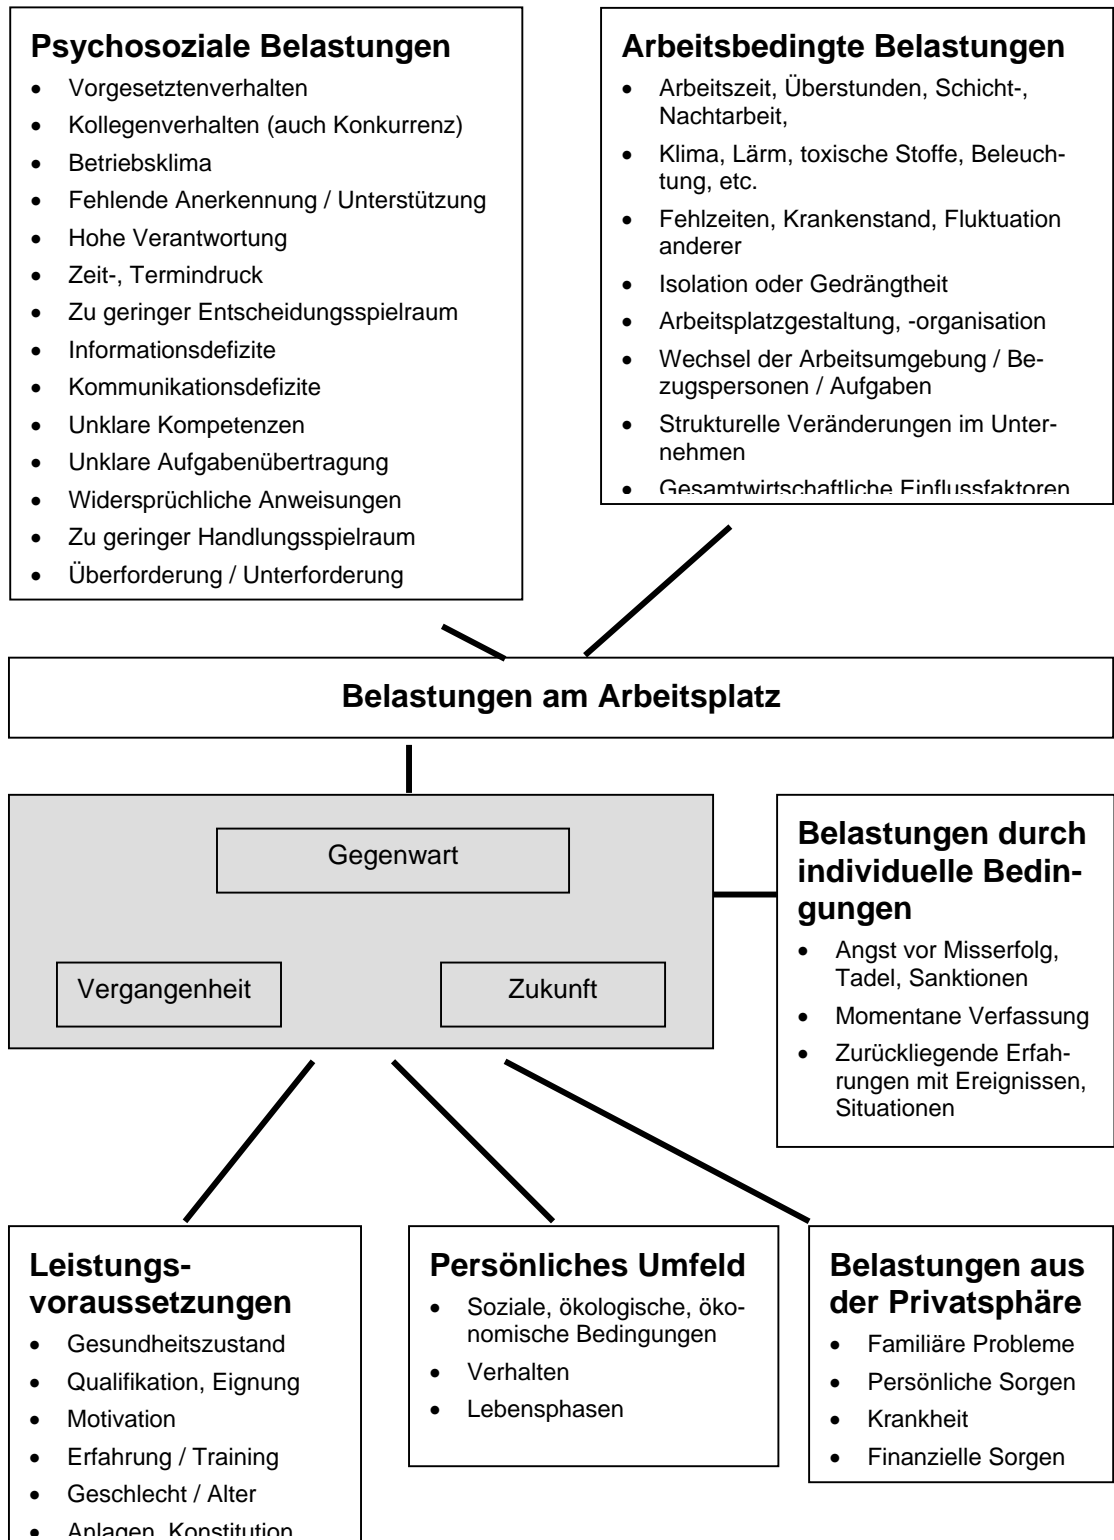 Psychosoziale Belastungen
• Vorgesetztenverhalten
• Kollegenverhalten (auch Konkurrenz)
• Betriebsklima
• Fehlende Anerkennung / Unterstützung
• Hohe Verantwortung
• Zeit-, Termindruck
• Zu geringer Entscheidungsspielraum
• Informationsdefizite
• Kommunikationsdefizite
• Unklare Kompetenzen
• Unklare Aufgabenübertragung
• Widersprüchliche Anweisungen
• Zu geringer Handlungsspielraum
• Überforderung / Unterforderung
Arbeitsbedingte Belastungen
• Arbeitszeit, Überstunden, Schicht-,
Nachtarbeit,
• Klima, Lärm, toxische Stoffe, Beleuch-
tung, etc.
• Fehlzeiten, Krankenstand, Fluktuation
anderer
• Isolation oder Gedrängtheit
• Arbeitsplatzgestaltung, -organisation
• Wechsel der Arbeitsumgebung / Be-
zugspersonen / Aufgaben
• Strukturelle Veränderungen im Unter-
nehmen
• Gesamtwirtschaftliche Einflussfaktoren
Belastungen am Arbeitsplatz
Gegenwart
Vergangenheit
Zukunft
Belastungen durch
individuelle Bedin-
gungen
• Angst vor Misserfolg,
Tadel, Sanktionen
• Momentane Verfassung
• Zurückliegende Erfah-
rungen mit Ereignissen,
Situationen
Leistungs-
voraussetzungen
• Gesundheitszustand
• Qualifikation, Eignung
• Motivation
• Erfahrung / Training
• Geschlecht / Alter
• Anlagen, Konstitution
Persönliches Umfeld
• Soziale, ökologische, öko-
nomische Bedingungen
• Verhalten
• Lebensphasen
Belastungen aus
der Privatsphäre
• Familiäre Probleme
• Persönliche Sorgen
• Krankheit
• Finanzielle Sorgen